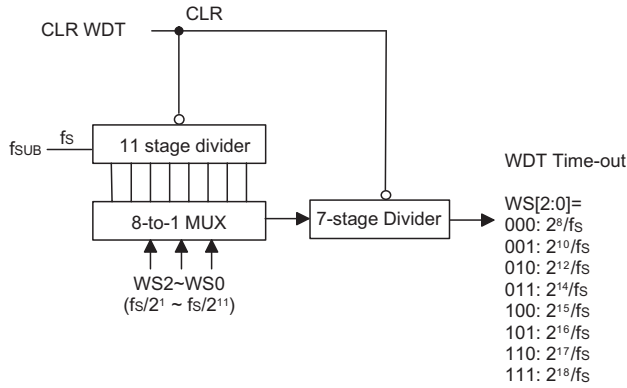 CLR
CLR WDT
fS
fSUB
11 stage divider
8-to-1 MUX
7-stage Divider
WS2~WS0
(fS/2¹ ~ fS/2¹¹)
WDT Time-out
WS[2:0]=
000: 2⁸/fS
001: 2¹⁰/fS
010: 2¹²/fS
011: 2¹⁴/fS
100: 2¹⁵/fS
101: 2¹⁶/fS
110: 2¹⁷/fS
111: 2¹⁸/fS